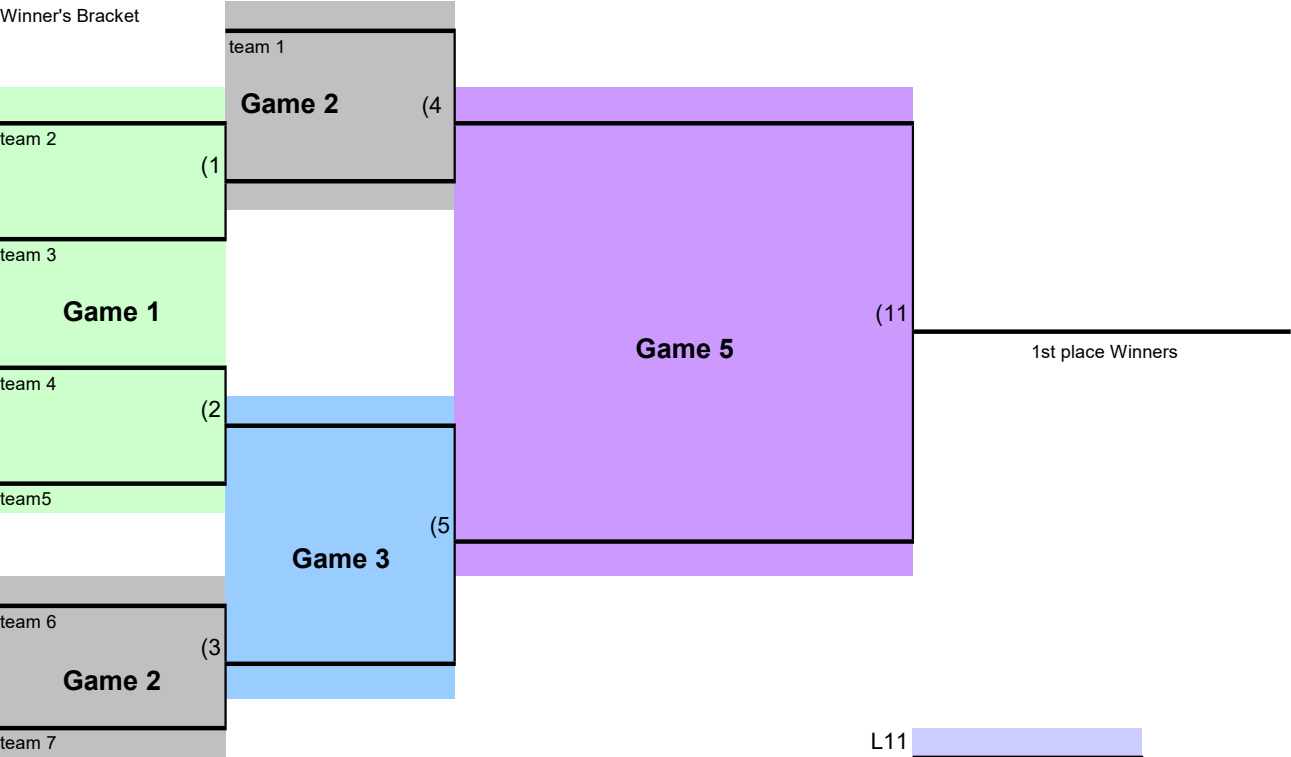 Winner's Bracket
team 1
Game 2
(4
team 2
(1
team 3
Game 1
(11
Game 5
1st place Winners
team 4
(2
team5
(5
Game 3
team 6
(3
Game 2
team 7
L11